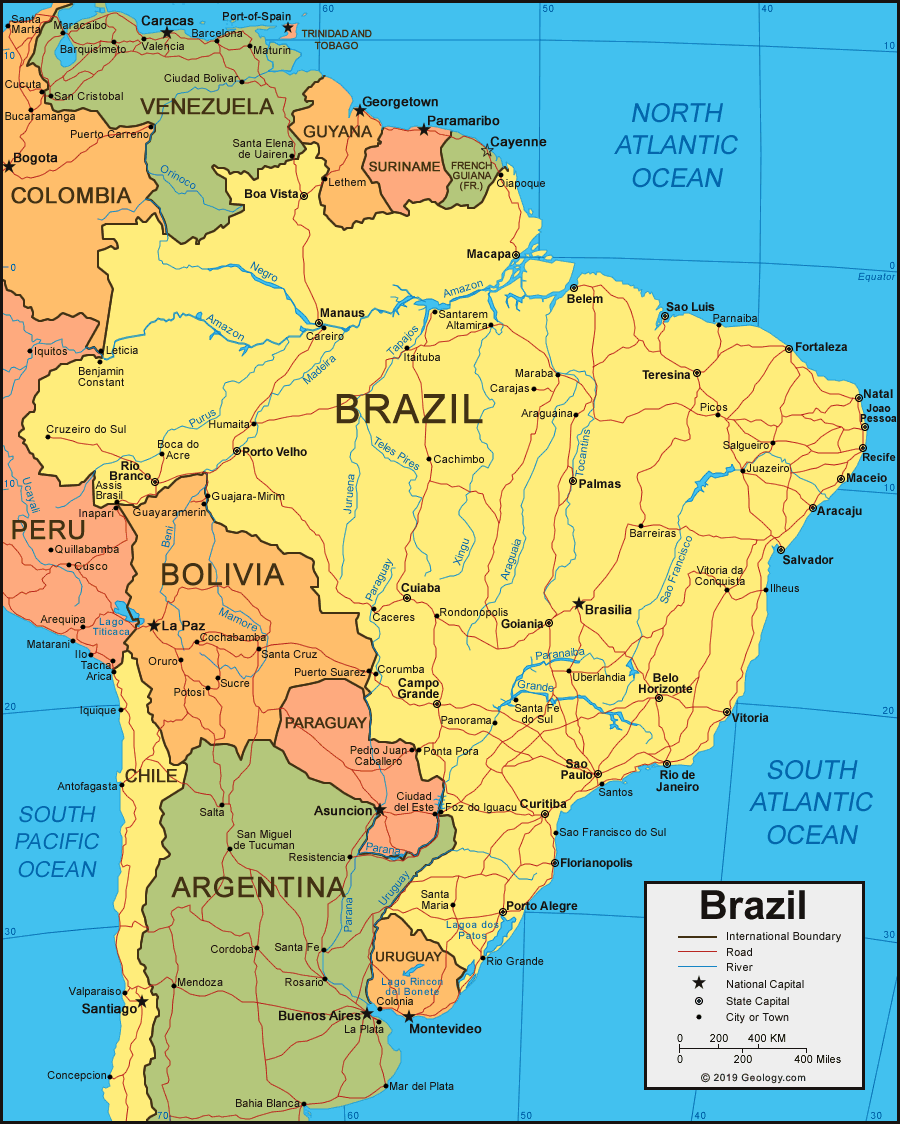 60
50
40
Santa
Marta
Maracaibo
Caracas
Port-of-Spain
Barcelona
TRINIDAD AND
TOBAGO
Barquisimeto
Valencia
Maturin
10
10
Ciudad Bolivar
Cucuta
San Cristobal
VENEZUELA
Georgetown
NORTH
ATLANTIC
OCEAN
Bucaramanga
Puerto Carreno
GUYANA
Paramaribo
Santa Elena
de Uairen
Cayenne
Bogota
SURINAME
FRENCH
GUIANA
(FR.)
Orinoco
Lethem
Oiapoque
COLOMBIA
Boa Vista
Macapa
0
0
Equator
Negro
Amazon
Belem
Sao Luis
Manaus
Santarem
Altamira
Parnaiba
Amazon
Careiro
Tapajos
Itaituba
Fortaleza
Iquitos
Leticia
Benjamin
Constant
Madeira
Maraba
Carajas
Teresina
Natal
Joao
Pessoa
BRAZIL
Araguaina
Picos
Purus
Humaita
Cruzeiro do Sul
Boca do
Acre
Porto Velho
Teles Pires
Cachimbo
Tocantins
Salgueiro
Recife
Rio
Branco
Juazeiro
Maceio
Assis
Brasil
Juruena
Palmas
10
10
Ucayali
Inapari
Guajara-Mirim
Guayaramerin
Aracaju
PERU
Beni
Xingu
Araguaia
Barreiras
Sao Francisco
Salvador
Quillabamba
Cusco
BOLIVIA
Paraguay
Cuiaba
Vitoria da
Conquista
Ilheus
Arequipa
Lago
Titicaca
La Paz
Mamore
Caceres
Rondonopolis
Goiania
Brasilia
Matarani
Ilo
Tacna
Arica
Cochabamba
Oruro
Santa Cruz
Paranaiba
Puerto Suarez
Corumba
Uberlandia
Potosi
Sucre
Campo
Grande
Grande
Belo
Horizonte
20
20
Iquique
PARAGUAY
Panorama
Santa Fe
do Sul
Vitoria
Pedro Juan
Caballero
Ponta Pora
CHILE
Antofagasta
Sao
Paulo
Santos
Rio de
Janeiro
SOUTH
ATLANTIC
OCEAN
SOUTH
PACIFIC
OCEAN
Salta
Asuncion
Ciudad
del Este
Foz do Iguacu
Curitiba
San Miguel
de Tucuman
Resistencia
Parana
Sao Francisco do Sul
Florianopolis
ARGENTINA
Uruguay
Parana
Santa
Maria
Porto Alegre
Lagoa dos
Patos
30
30
Cordoba
Santa Fe
URUGUAY
Rio Grande
Mendoza
Rosario
Lago Rincon
del Bonete
Valparaiso
Santiago
Colonia
Buenos Aires
La Plata
Montevideo
Concepcion
Mar del Plata
Bahia Blanca
70
60
50
40
30
Brazil
International Boundary
Road
River
National Capital
State Capital
City or Town
0 200 400 KM
0 200 400 Miles
© 2019 Geology.com